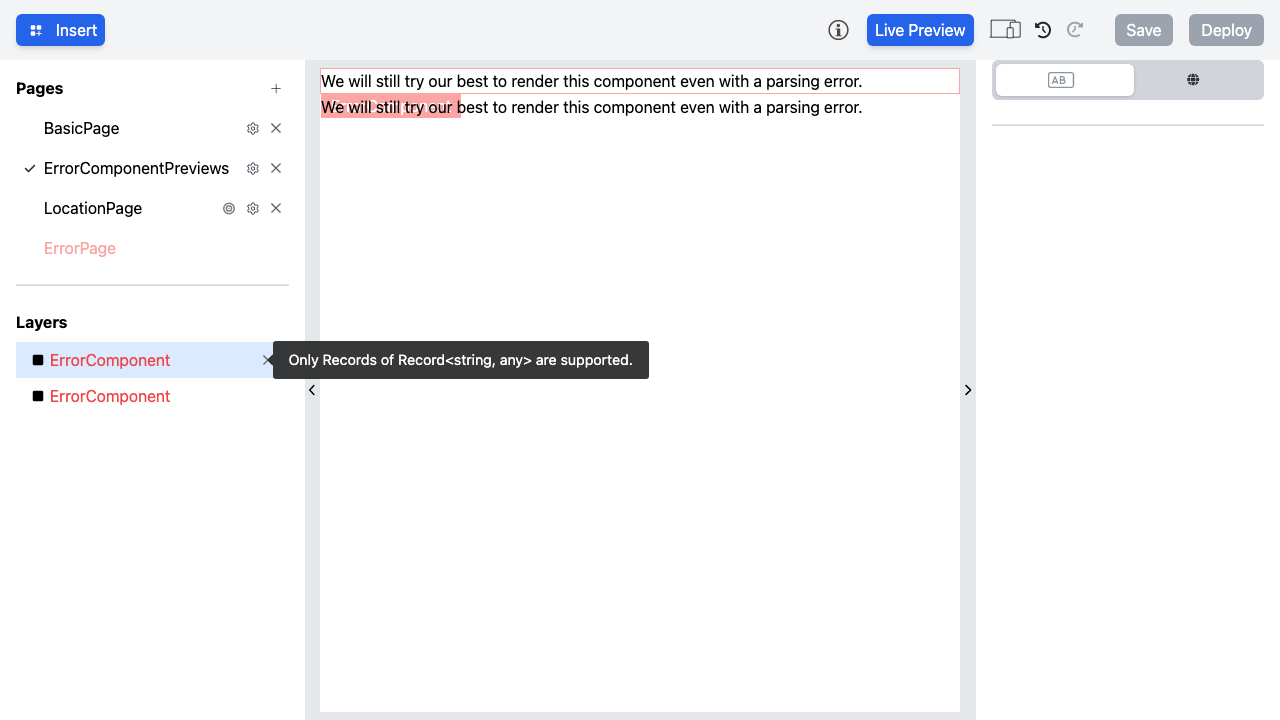 Insert
Live Preview
Save
Deploy
Pages
BasicPage
ErrorComponentPreviews
LocationPage
ErrorPage
Layers
ErrorComponent
ErrorComponent
Only Records of Record<string, any> are supported.
We will still try our best to render this component even with a parsing error.
We will still try our best to render this component even with a parsing error.
AB